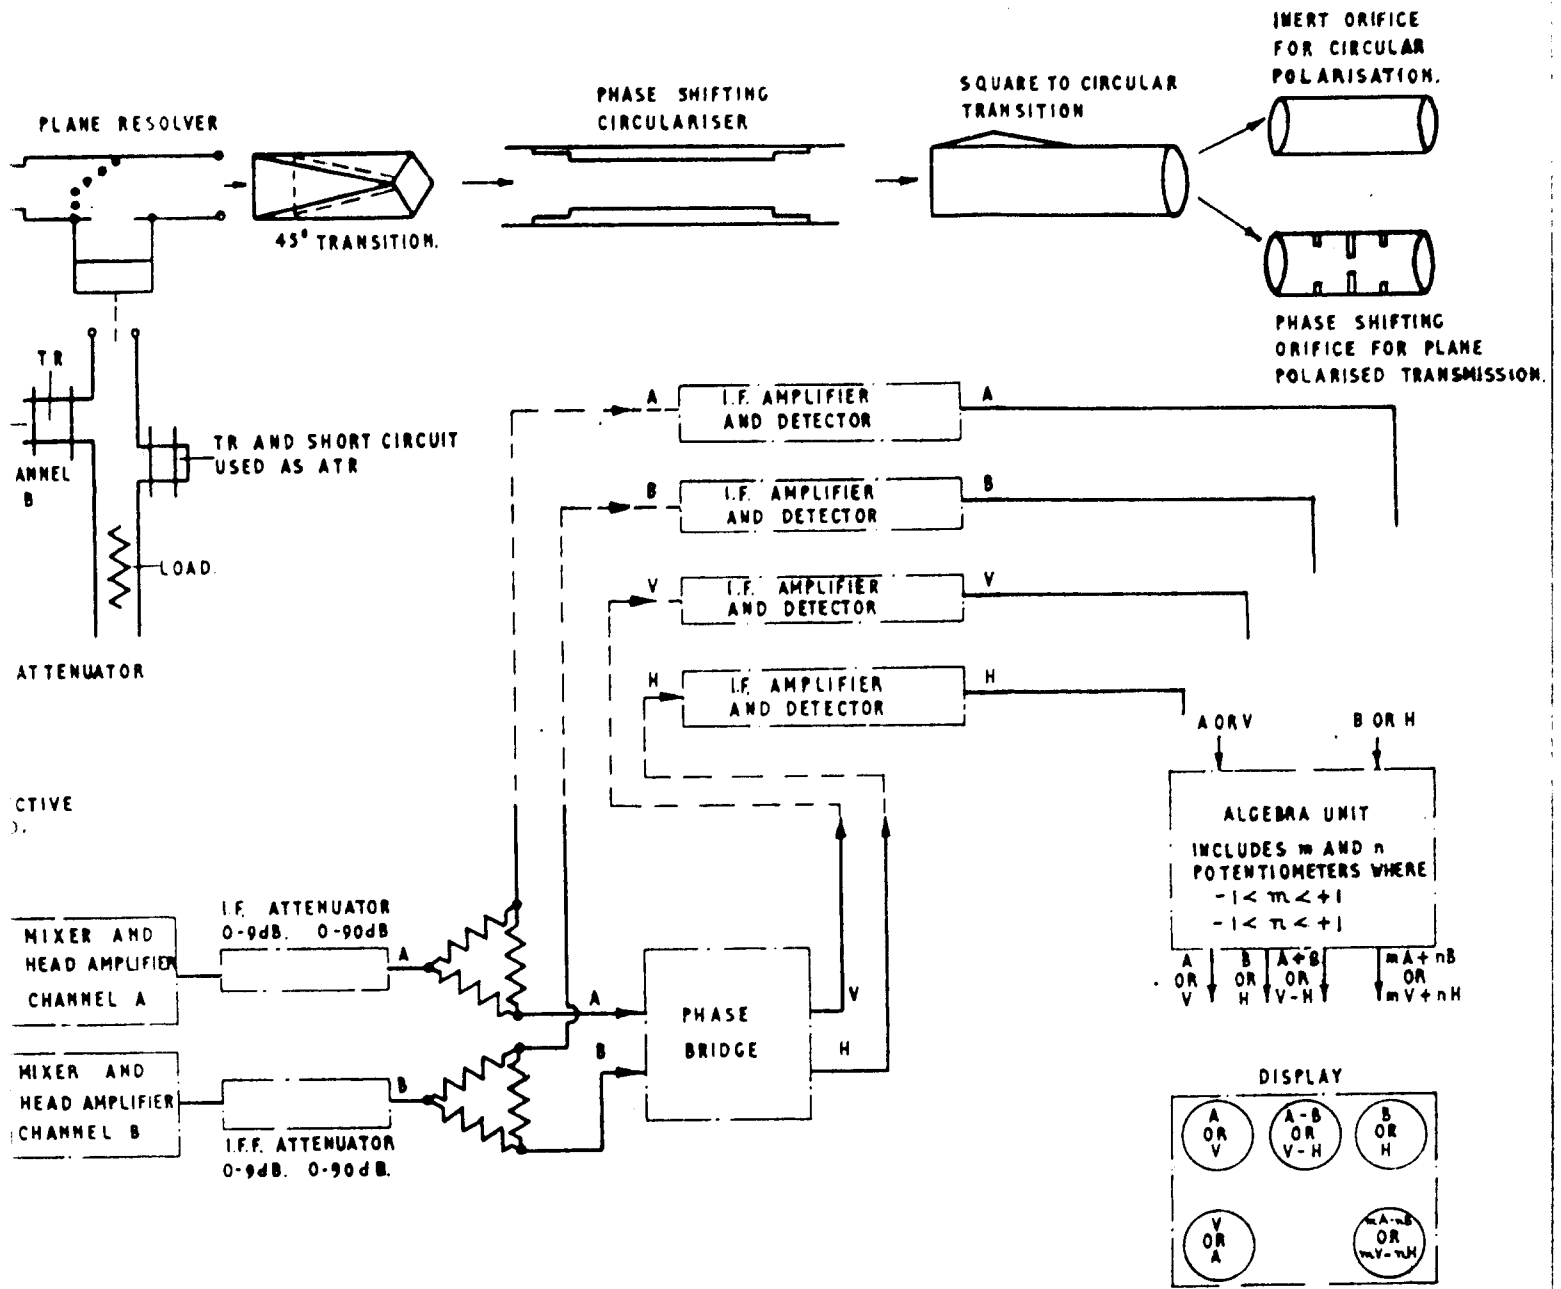 INERT ORIFICE
FOR CIRCULAR
POLARISATION.
SQUARE TO CIRCULAR
TRANSITION
PHASE SHIFTING
CIRCULARISER
PLANE RESOLVER
45° TRANSITION.
PHASE SHIFTING
ORIFICE FOR PLANE
POLARISED TRANSMISSION.
TR
ANNEL
B
TR AND SHORT CIRCUIT
USED AS ATR
LOAD.
ATTENUATOR
A
I.F. AMPLIFIER
AND DETECTOR
A
B
I.F. AMPLIFIER
AND DETECTOR
B
V
I.F. AMPLIFIER
AND DETECTOR
V
H
I.F. AMPLIFIER
AND DETECTOR
H
A OR V
B OR H
ALGEBRA UNIT
INCLUDES m AND n
POTENTIOMETERS WHERE
-1 < m < +1
-1 < n < +1
A
OR
V
B
OR
H
A+B
OR
V-H
mA+nB
OR
mV+nH
CTIVE
).
I.F. ATTENUATOR
0-9dB. 0-90dB
MIXER AND
HEAD AMPLIFIER
CHANNEL A
A
A
PHASE
BRIDGE
V
H
B
MIXER AND
HEAD AMPLIFIER
CHANNEL B
B
I.F.F. ATTENUATOR
0-9dB. 0-90dB.
DISPLAY
A
OR
V
A-B
OR
V-H
B
OR
H
V
OR
A
mA-nB
OR
mV-nH